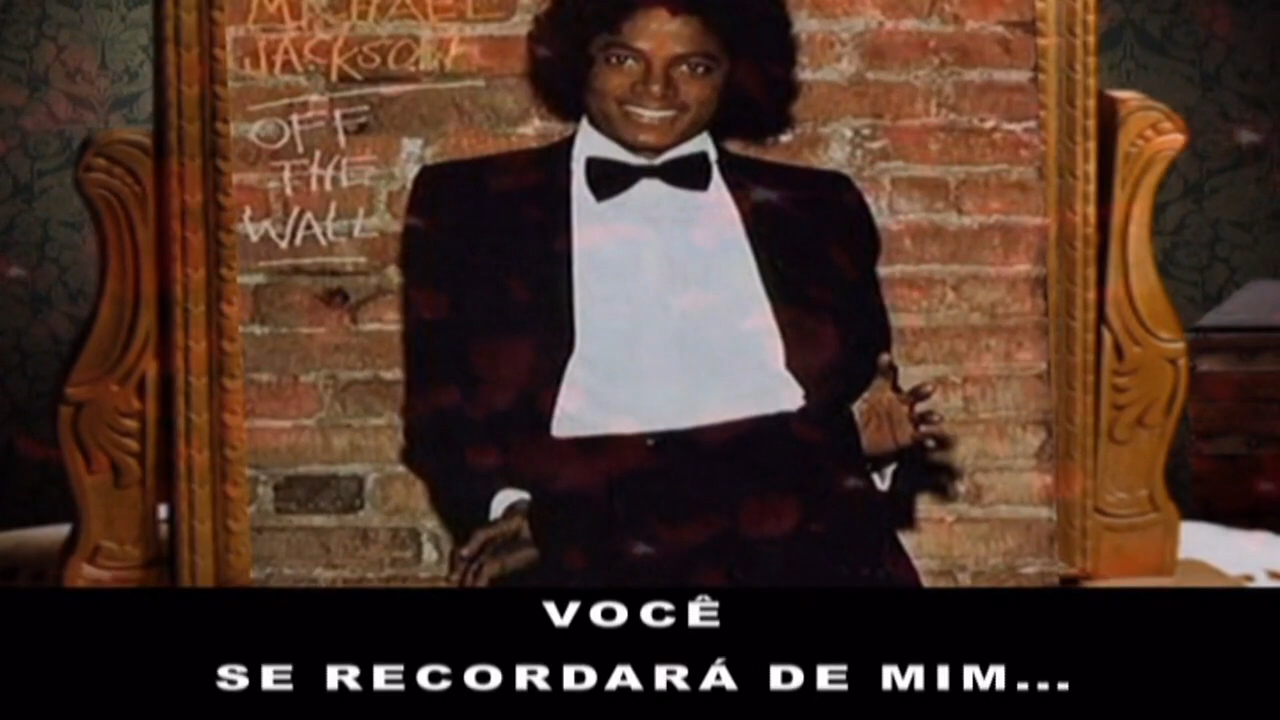 MICHAEL
JACKSON
OFF
THE
WALL
VOCÊ
SE RECORDARÁ DE MIM...